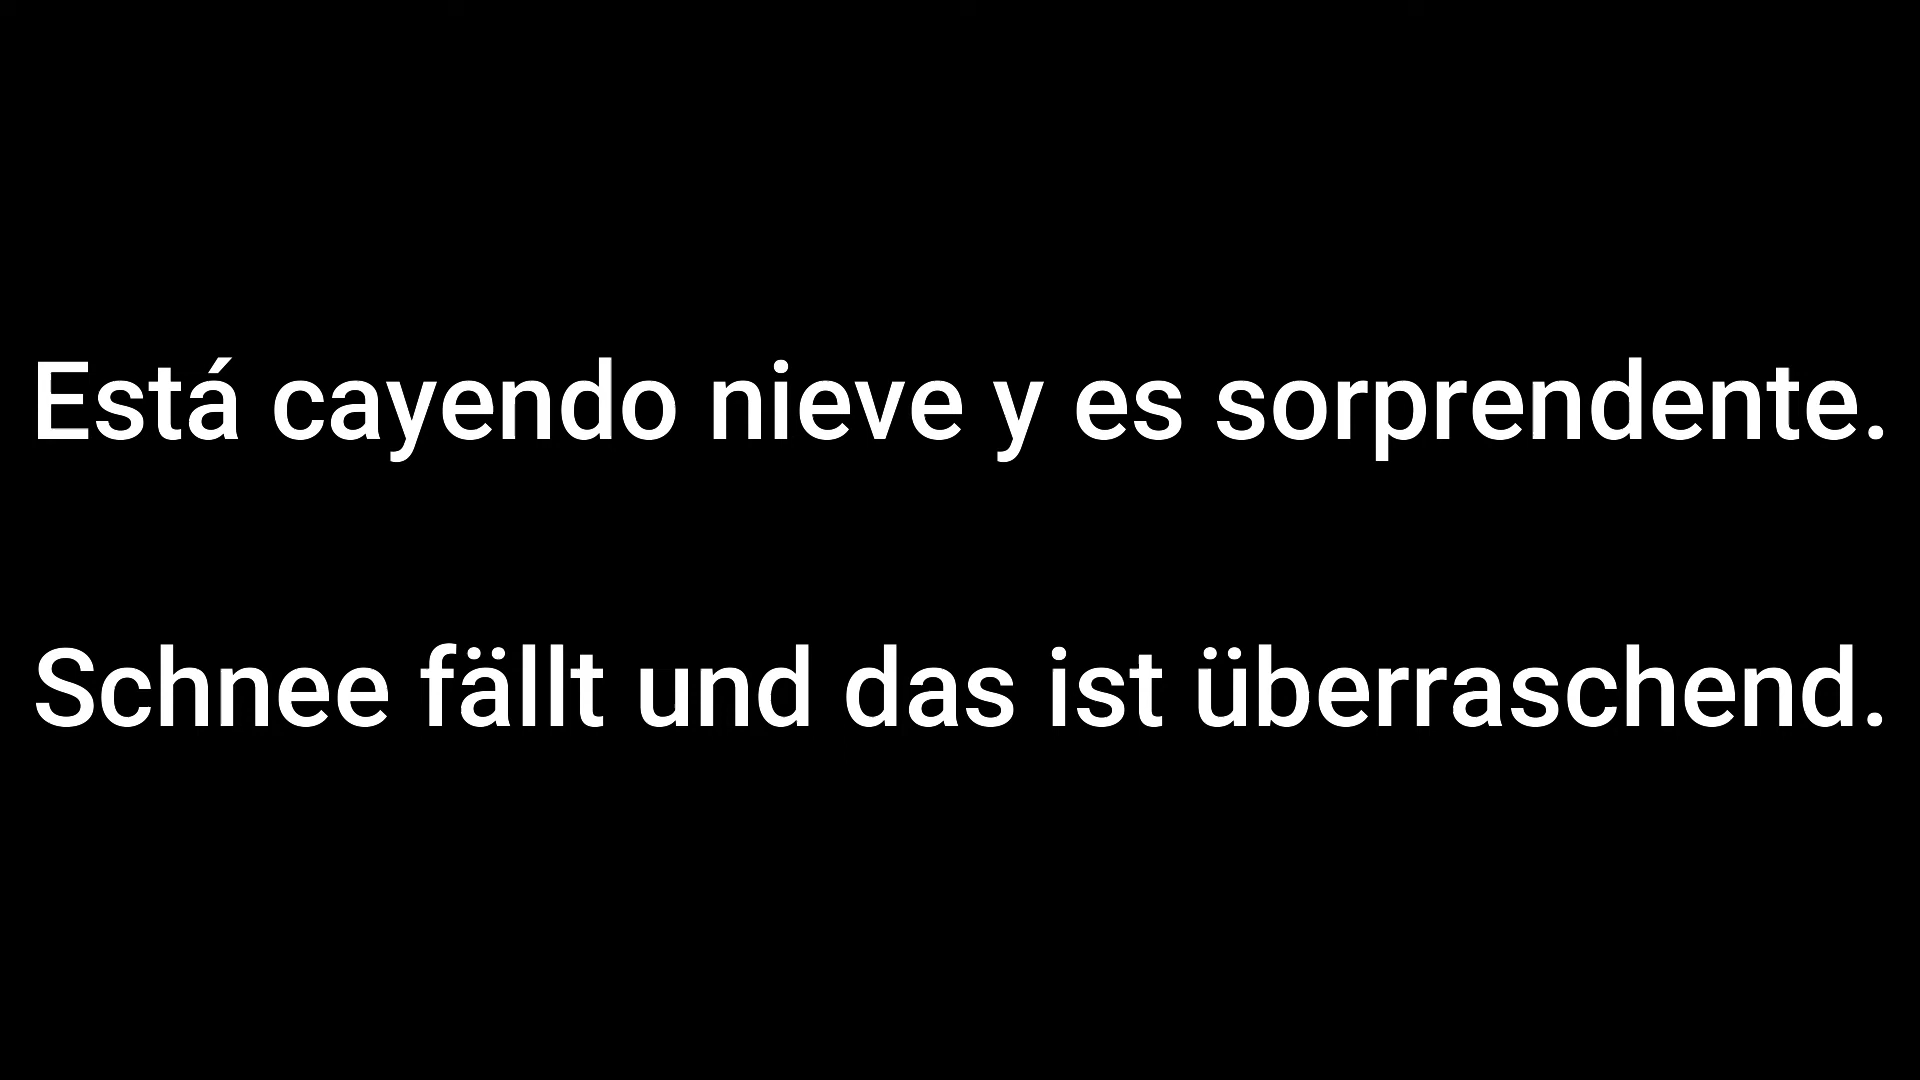 Está cayendo nieve y es sorprendente.
Schnee fällt und das ist überraschend.